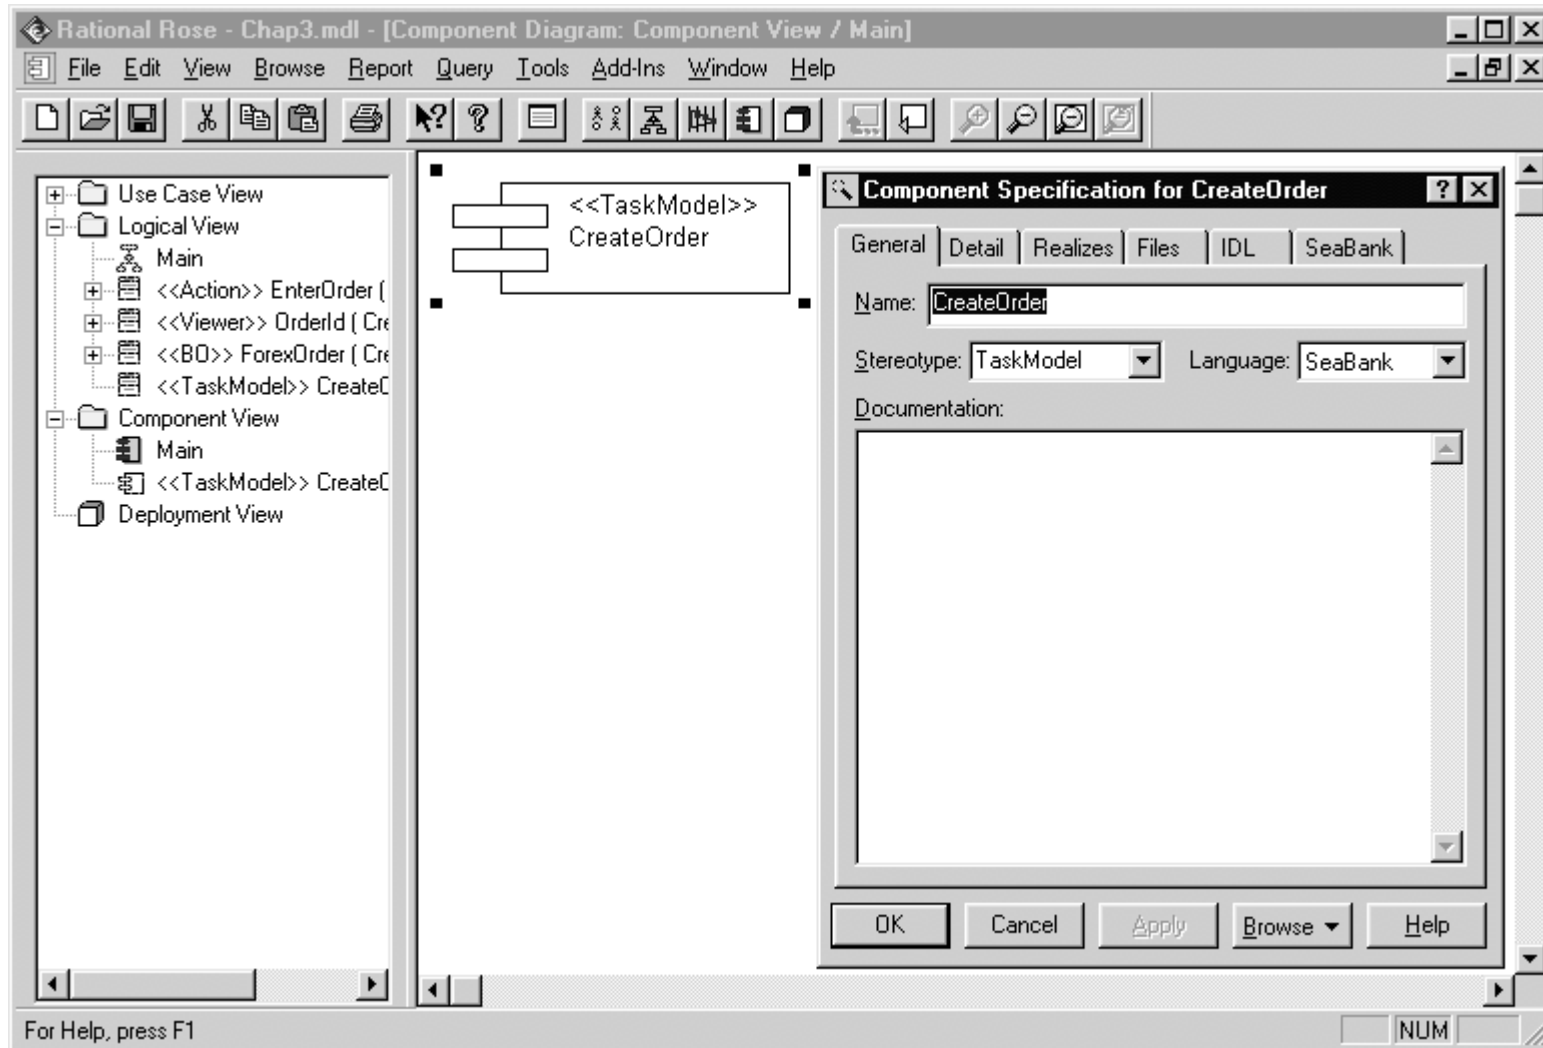 Rational Rose - Chap3.mdl - [Component Diagram: Component View / Main]
File Edit View Browse Report Query Tools Add-Ins Window Help
Use Case View
Logical View
Main
<<Action>> EnterOrder (
<<Viewer>> OrderId ( Cre
<<BO>> ForexOrder ( Cre
<<TaskModel>> CreateO
Component View
Main
<<TaskModel>> CreateO
Deployment View
<<TaskModel>>
CreateOrder
Component Specification for CreateOrder
General Detail Realizes Files IDL SeaBank
Name: CreateOrder
Stereotype: TaskModel Language: SeaBank
Documentation:
OK Cancel Apply Browse Help
For Help, press F1 NUM